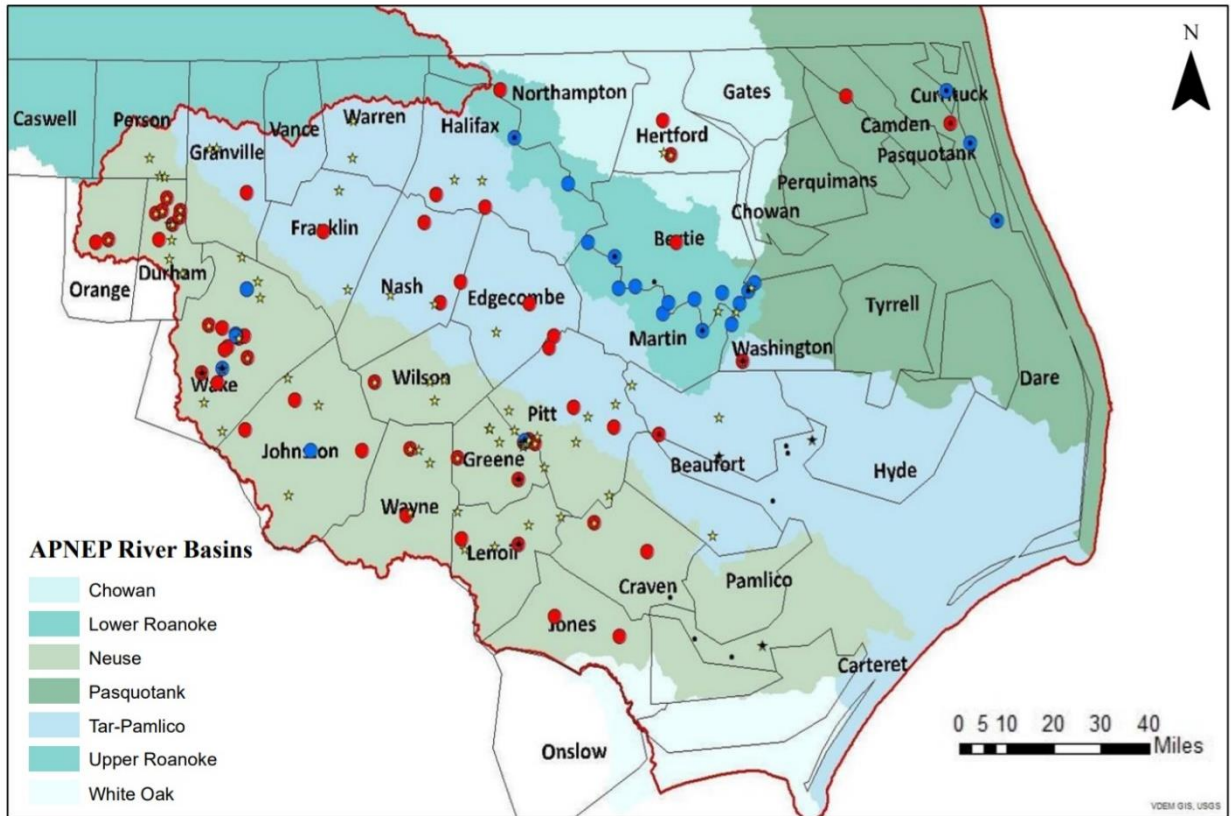 N
Northampton
Gates
Currituck
Caswell
Person
Vance
Warren
Halifax
Hertford
Camden
Granville
Pasquotank
Perquimans
Chowan
Franklin
Bertie
Orange
Durham
Nash
Edgecombe
Tyrrell
Martin
Washington
Dare
Wake
Wilson
Pitt
Johnston
Greene
Beaufort
Hyde
Wayne
Lenoir
Craven
Pamlico
Jones
Carteret
Onslow
APNEP River Basins
Chowan
Lower Roanoke
Neuse
Pasquotank
Tar-Pamlico
Upper Roanoke
White Oak
0 5 10 20 30 40
Miles
VDEM GIS, USGS